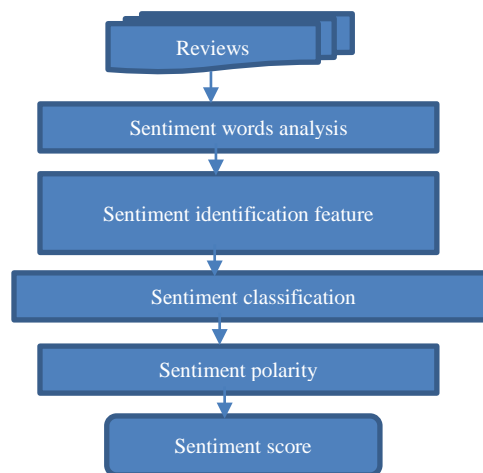 Reviews
Sentiment words analysis
Sentiment identification feature
Sentiment classification
Sentiment polarity
Sentiment score